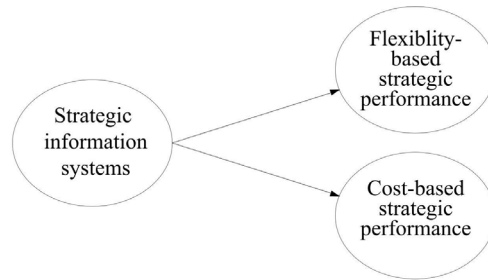 Strategic
information
systems
Flexiblity-
based
strategic
performance
Cost-based
strategic
performance